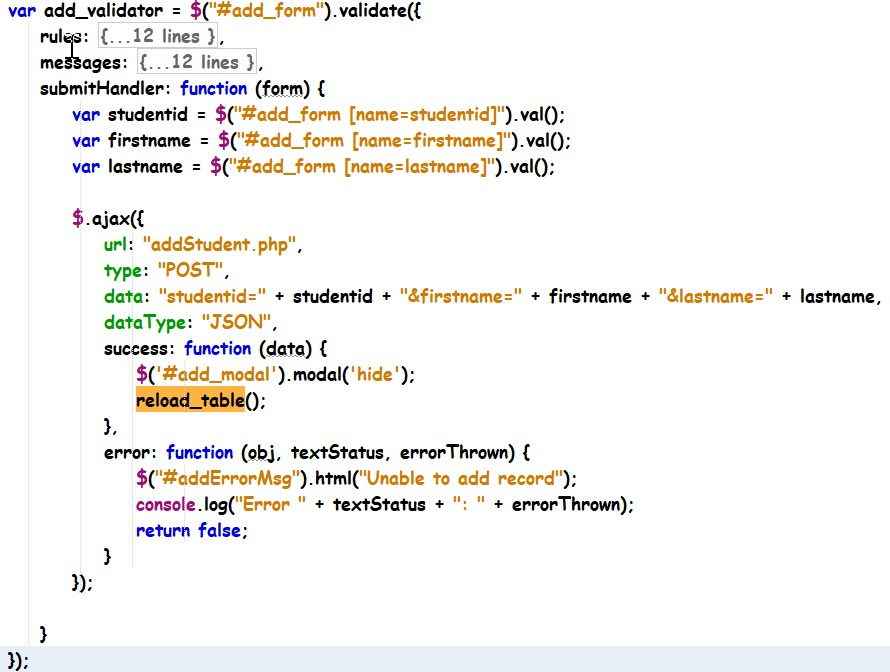 var add_validator = $("#add_form").validate({
rules: {...12 lines },
messages: {...12 lines },
submitHandler: function (form) {
var studentid = $("#add_form [name=studentid]").val();
var firstname = $("#add_form [name=firstname]").val();
var lastname = $("#add_form [name=lastname]").val();
$.ajax({
url: "addStudent.php",
type: "POST",
data: "studentid=" + studentid + "&firstname=" + firstname + "&lastname=" + lastname,
dataType: "JSON",
success: function (data) {
$('#add_modal').modal('hide');
reload_table();
},
error: function (obj, textStatus, errorThrown) {
$("#addErrorMsg").html("Unable to add record");
console.log("Error " + textStatus + ": " + errorThrown);
return false;
}
});
}
});